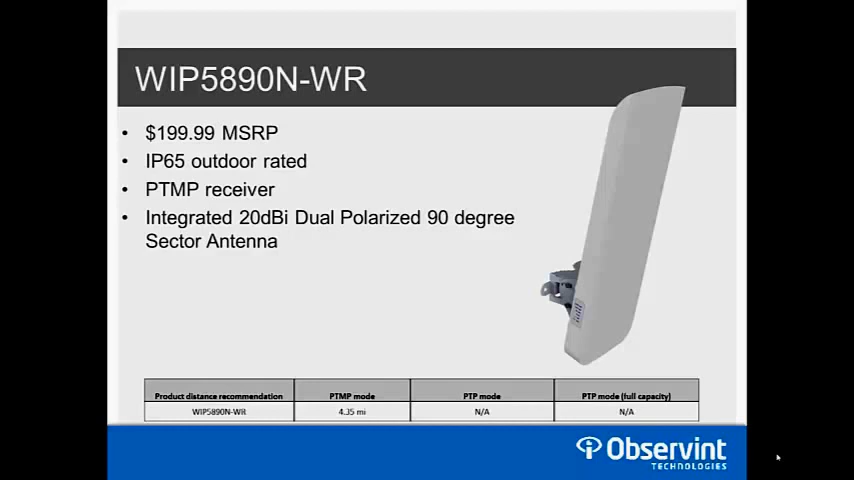 WIP5890N-WR
• $199.99 MSRP
• IP65 outdoor rated
• PTMP receiver
• Integrated 20dBi Dual Polarized 90 degree
Sector Antenna
Product distance recommendation PTMP mode PTP mode PTP mode (full capacity)
WIP5890N-WR 4.35 mi N/A N/A
Observint
TECHNOLOGIES